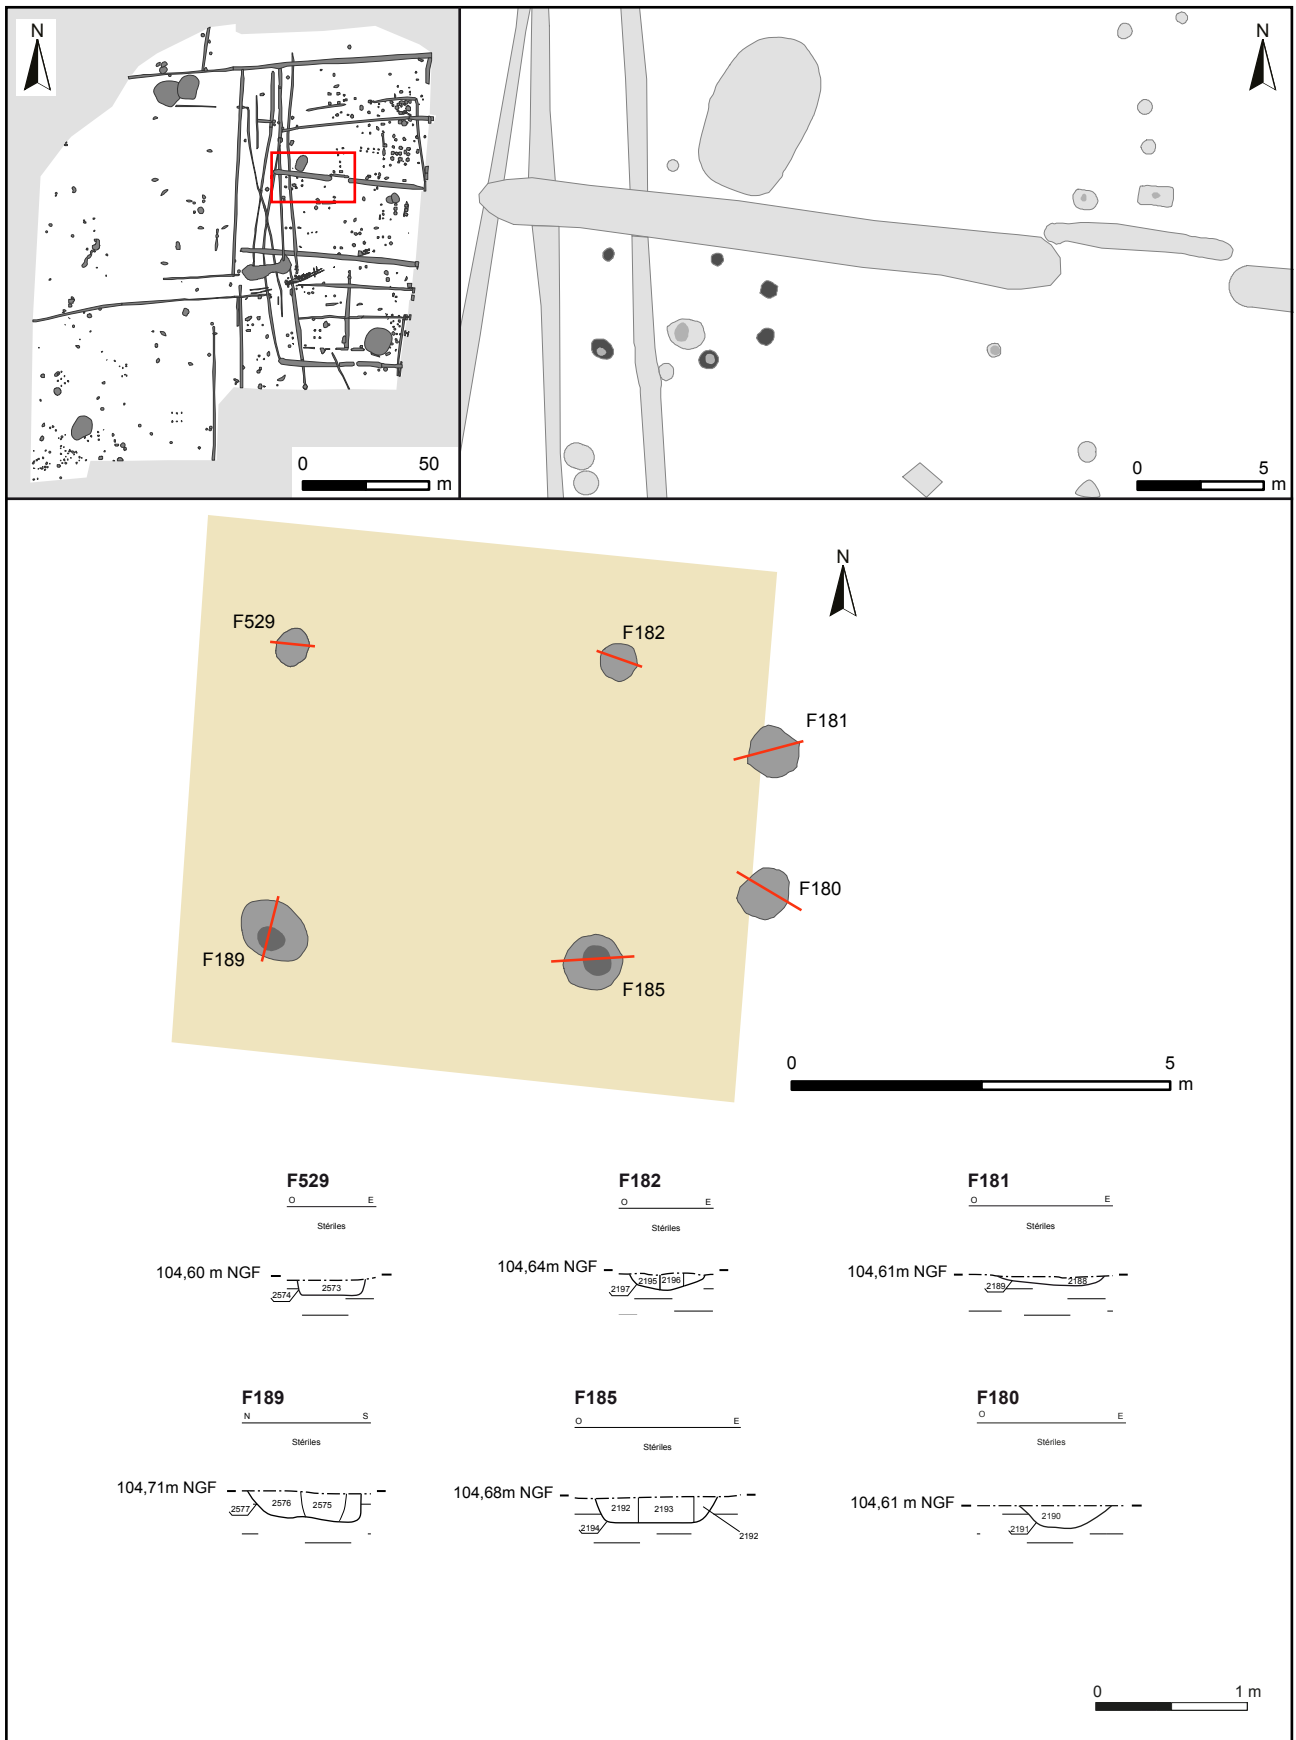 N
0 50
m
N
0 5
m
N
F529
F182
F181
F180
F189
F185
0 5
m
F529
O E
Stériles
104,60 m NGF
2573
2574
F182
O E
Stériles
104,64m NGF
2195 2196
2197
F181
O E
Stériles
104,61m NGF
2188
2189
F189
N S
Stériles
104,71m NGF
2576 2575
2577
F185
O E
Stériles
104,68m NGF
2192 2193
2194
2192
F180
O E
Stériles
104,61 m NGF
2190
2191
0 1 m